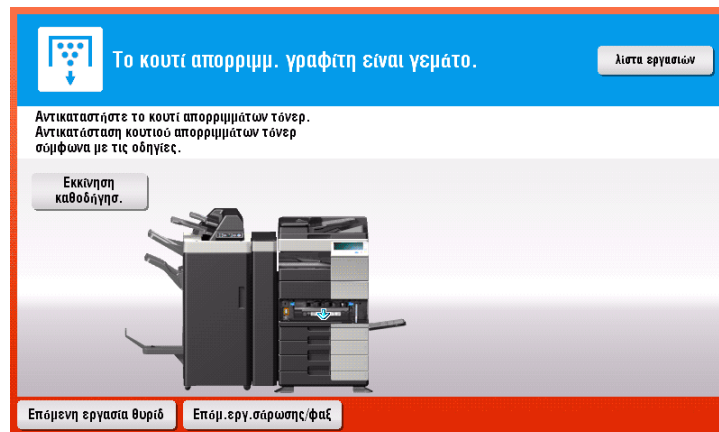 Το κουτί απορριμμ. γραφίτη είναι γεμάτο.
λίστα εργασιών
Αντικαταστήστε το κουτί απορριμμάτων τόνερ.
Αντικατάσταση κουτιού απορριμμάτων τόνερ
σύμφωνα με τις οδηγίες.
Εκκίνηση
καθοδήγησ.
Επόμενη εργασία θυρίδ
Επόμ.εργ.σάρωσης/φαξ